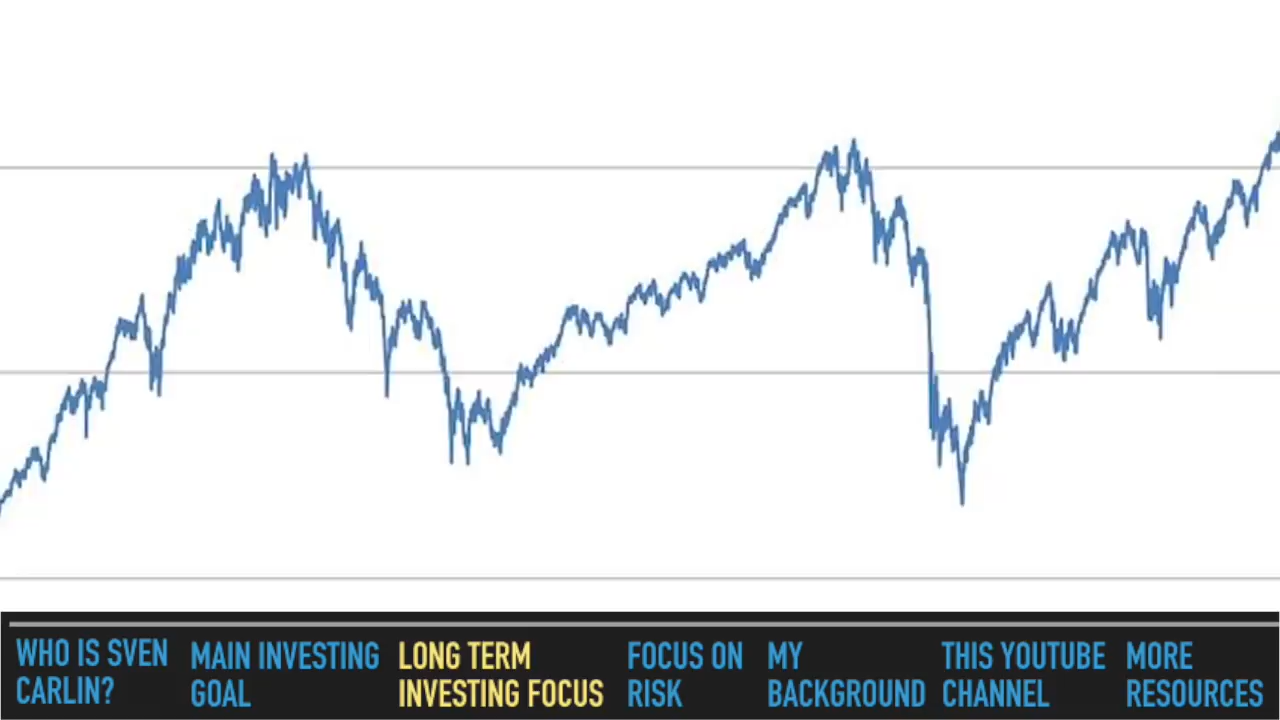 WHO IS SVEN
CARLIN?
MAIN INVESTING
GOAL
LONG TERM
INVESTING FOCUS
FOCUS ON
RISK
MY
BACKGROUND
THIS YOUTUBE
CHANNEL
MORE
RESOURCES